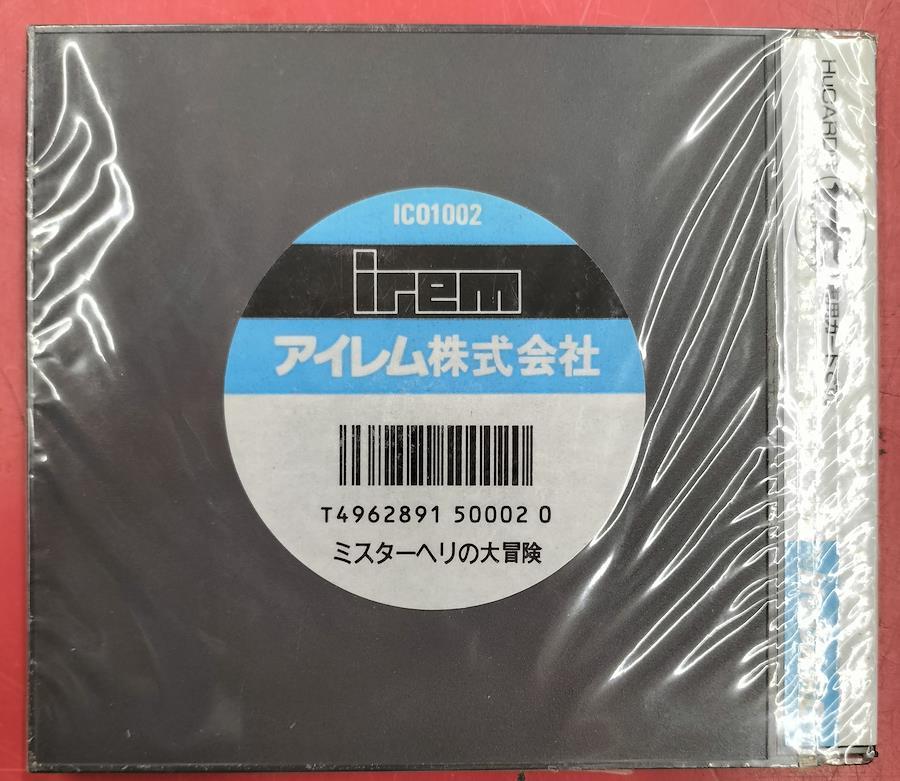 IC01002
irem
アイレム株式会社
T4962891 50002 0
ミスターヘリの大冒険
HuCARD